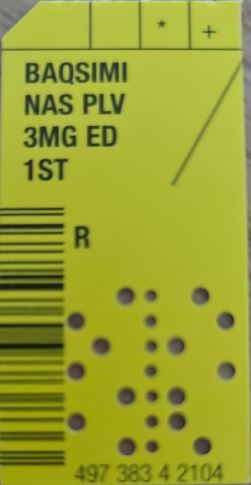 * +
BAQSIMI
NAS PLV
3MG ED
1ST
R
497 383 4 2104